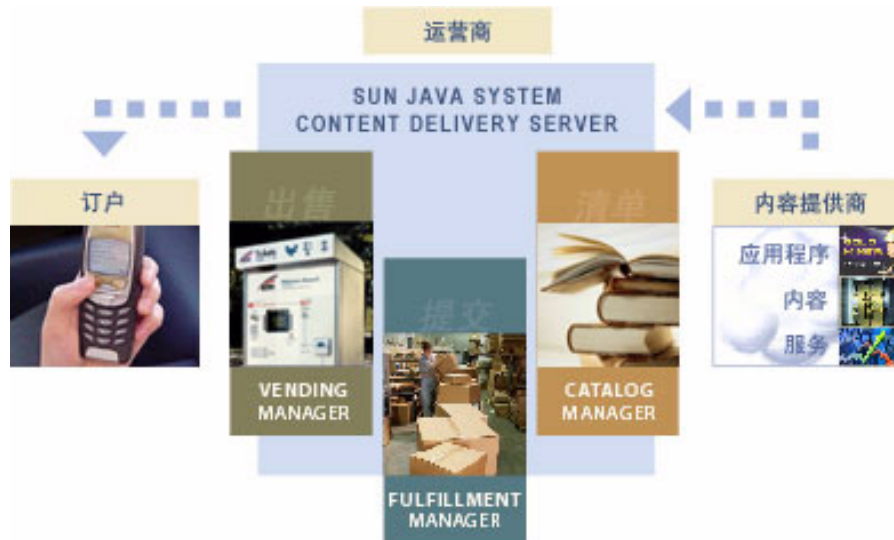 运营商
SUN JAVA SYSTEM
CONTENT DELIVERY SERVER
订户
出售
清单
内容提供商
应用程序
内容
服务
提交
VENDING
MANAGER
CATALOG
MANAGER
FULFILLMENT
MANAGER